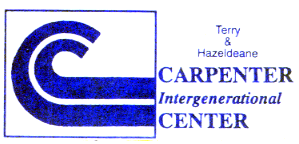 Terry
&
Hazeldeane
CARPENTER
Intergenerational
CENTER